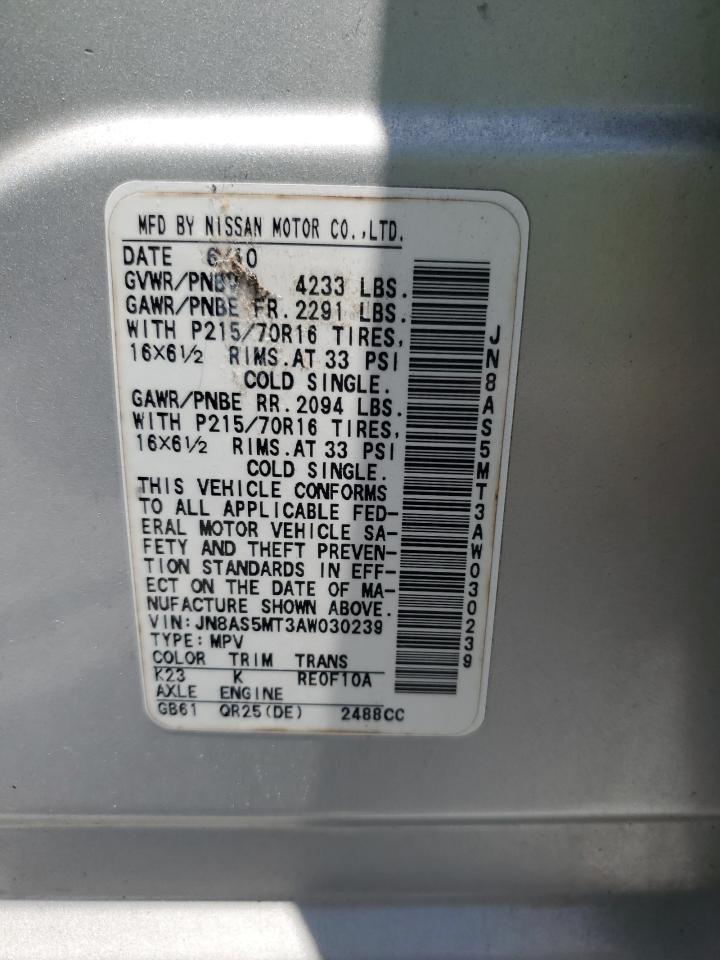 MFD BY NISSAN MOTOR CO.,LTD.
DATE 6/10
GVWR/PNBV 4233 LBS.
GAWR/PNBE FR.2291 LBS.
WITH P215/70R16 TIRES,
16×6½ RIMS.AT 33 PSI
COLD SINGLE.
GAWR/PNBE RR.2094 LBS.
WITH P215/70R16 TIRES,
16×6½ RIMS.AT 33 PSI
COLD SINGLE.
THIS VEHICLE CONFORMS
TO ALL APPLICABLE FED-
ERAL MOTOR VEHICLE SA-
FETY AND THEFT PREVEN-
TION STANDARDS IN EFF-
ECT ON THE DATE OF MA-
NUFACTURE SHOWN ABOVE.
VIN:JN8AS5MT3AW030239
TYPE:MPV
COLOR TRIM TRANS
K23 K RE0F10A
AXLE ENGINE
GB61 QR25(DE) 2488CC
JN8AS5MT3AW030239